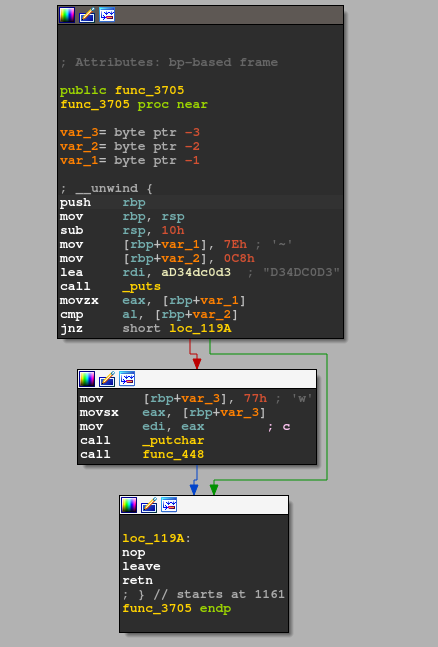 ; Attributes: bp-based frame
public func_3705
func_3705 proc near
var_3= byte ptr -3
var_2= byte ptr -2
var_1= byte ptr -1
; __unwind {
push    rbp
mov     rbp, rsp
sub     rsp, 10h
mov     [rbp+var_1], 7Eh ; '~'
mov     [rbp+var_2], 0C8h
lea     rdi, aD34dc0d3  ; "D34DC0D3"
call    _puts
movzx   eax, [rbp+var_1]
cmp     al, [rbp+var_2]
jnz     short loc_119A
mov     [rbp+var_3], 77h ; 'w'
movsx   eax, [rbp+var_3]
mov     edi, eax        ; c
call    _putchar
call    func_448
loc_119A:
nop
leave
retn
; } // starts at 1161
func_3705 endp